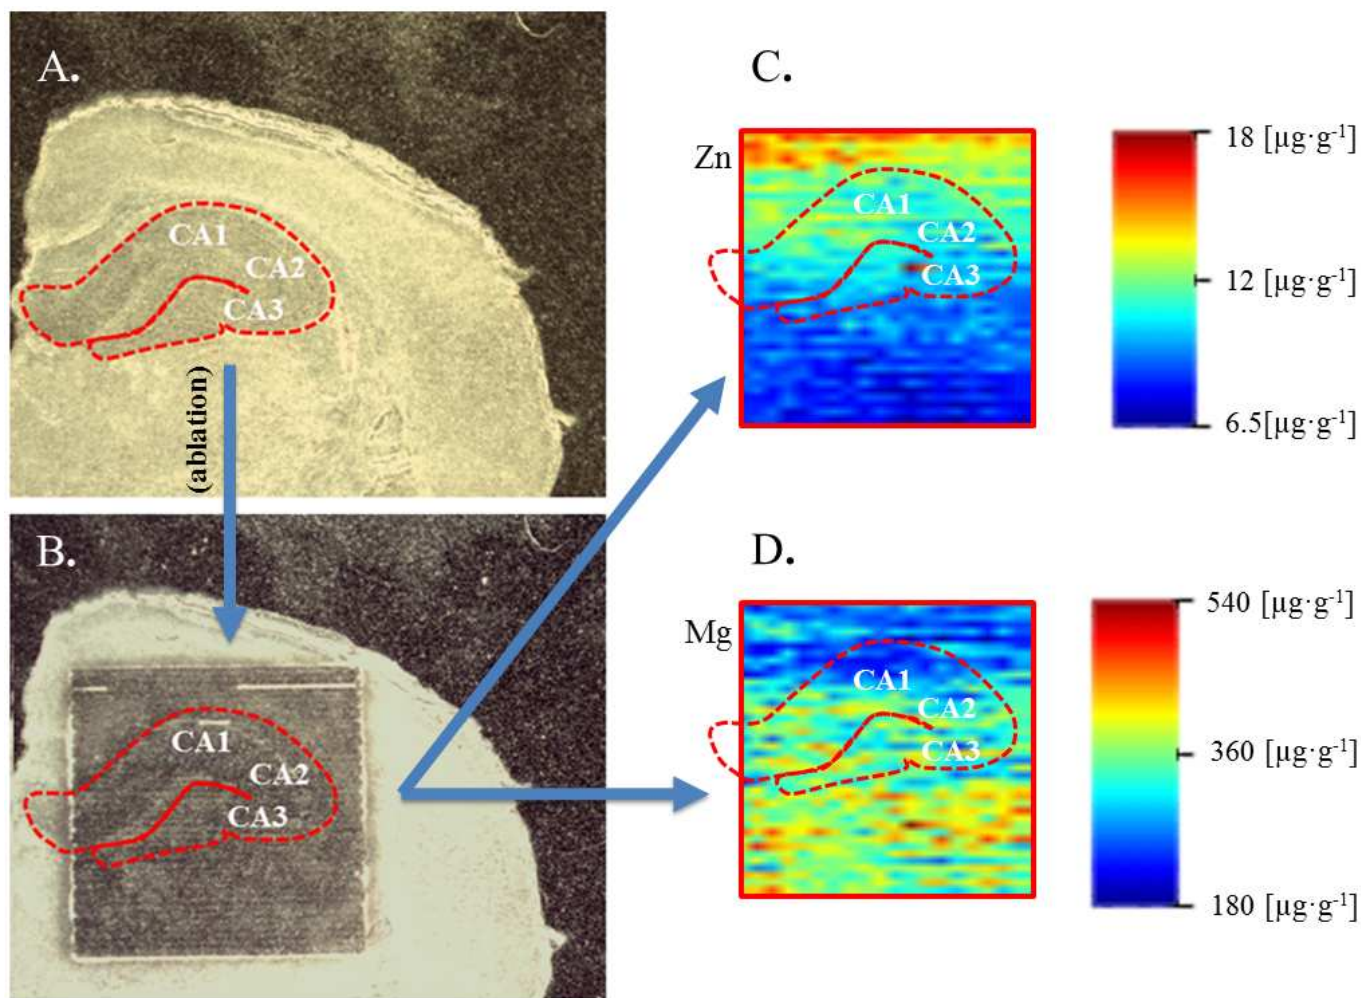 A.
CA1
CA2
CA3
(ablation)
B.
CA1
CA2
CA3
C.
Zn
CA1
CA2
CA3
18 [µg·g⁻¹]
12 [µg·g⁻¹]
6.5[µg·g⁻¹]
D.
Mg
CA1
CA2
CA3
540 [µg·g⁻¹]
360 [µg·g⁻¹]
180 [µg·g⁻¹]